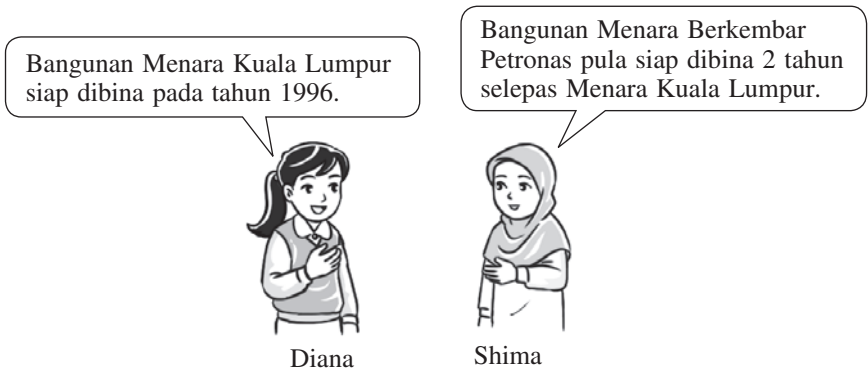 Bangunan Menara Kuala Lumpur
siap dibina pada tahun 1996.
Bangunan Menara Berkembar
Petronas pula siap dibina 2 tahun
selepas Menara Kuala Lumpur.
Diana
Shima